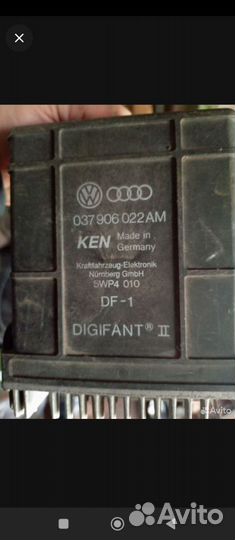 037 906 022 AM
KEN Made in
Germany
Kraftfahrzeug-Elektronik
Nürnberg GmbH
5WP4 010
DF-1
DIGIFANT® II
Avito
Avito